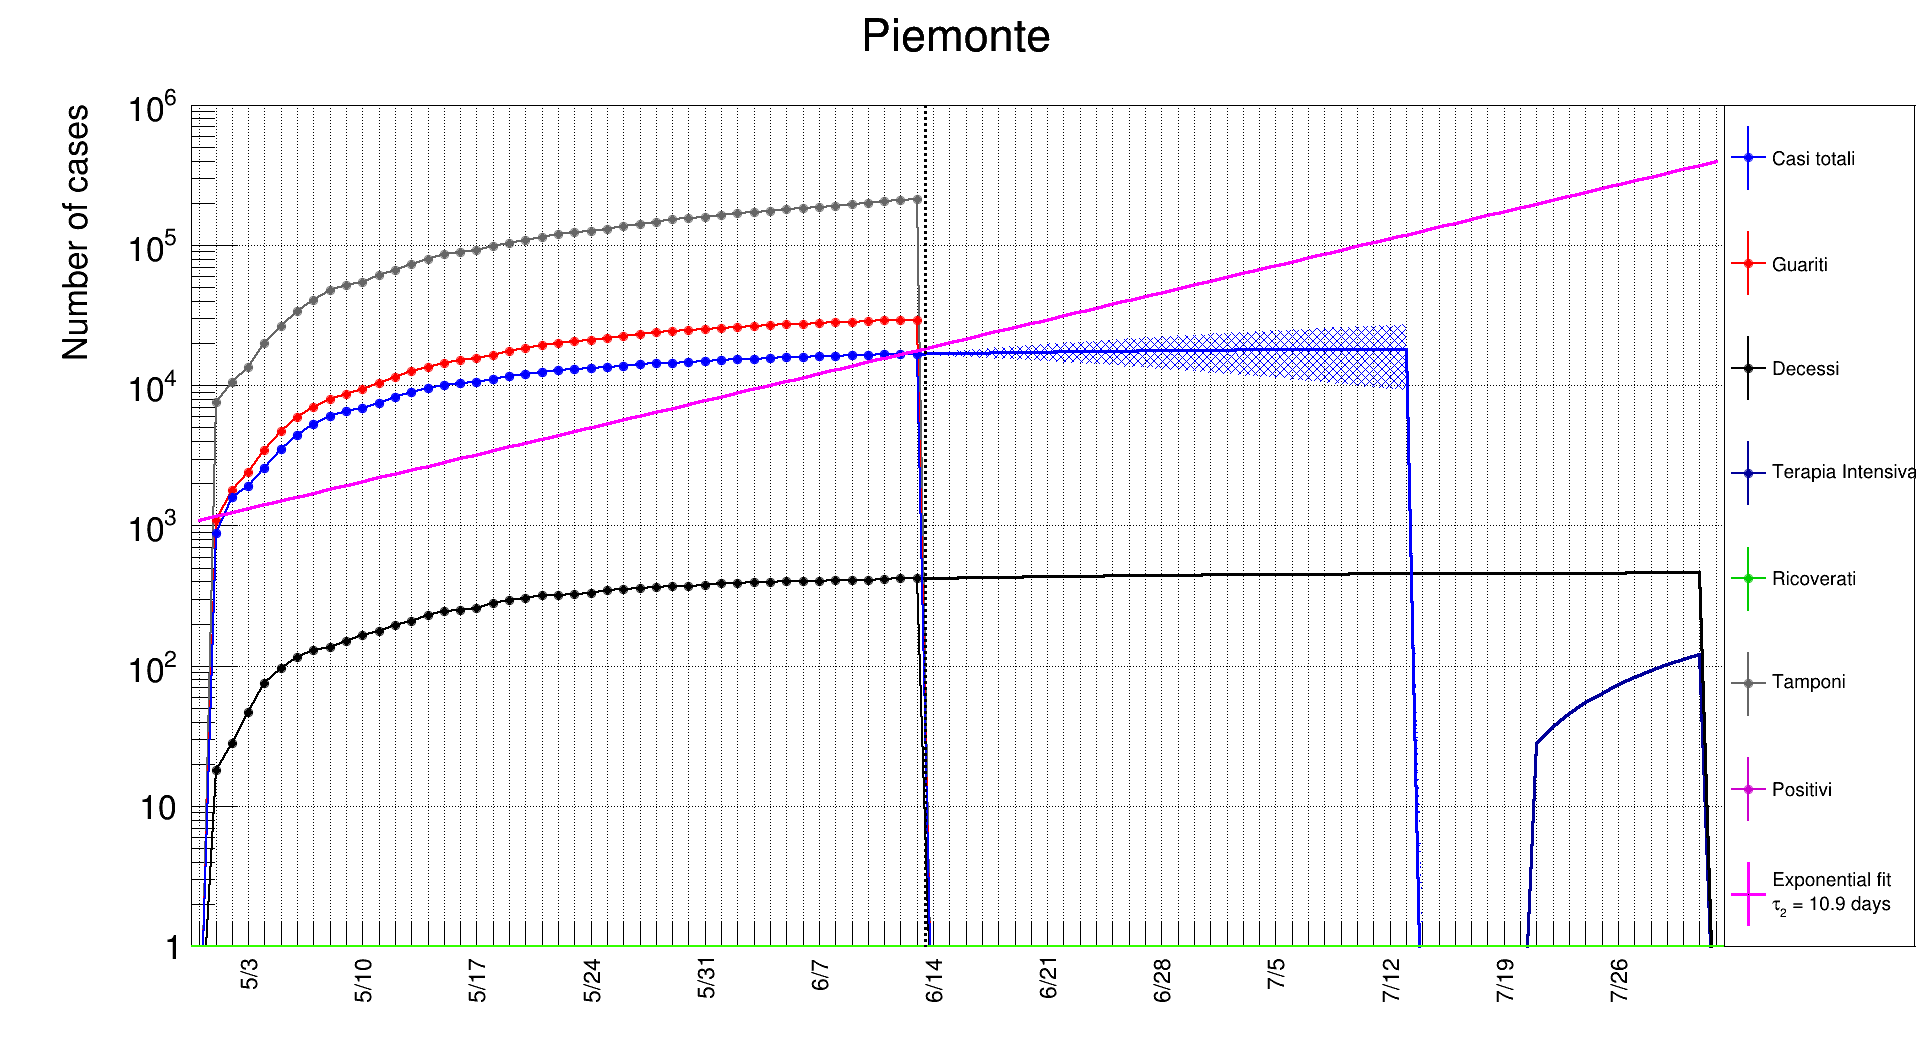 Piemonte
Number of cases
10^6
10^5
10^4
10^3
10^2
10
1
5/3
5/10
5/17
5/24
5/31
6/7
6/14
6/21
6/28
7/5
7/12
7/19
7/26
Casi totali
Guariti
Decessi
Terapia Intensiva
Ricoverati
Tamponi
Positivi
Exponential fit
τ₂ = 10.9 days